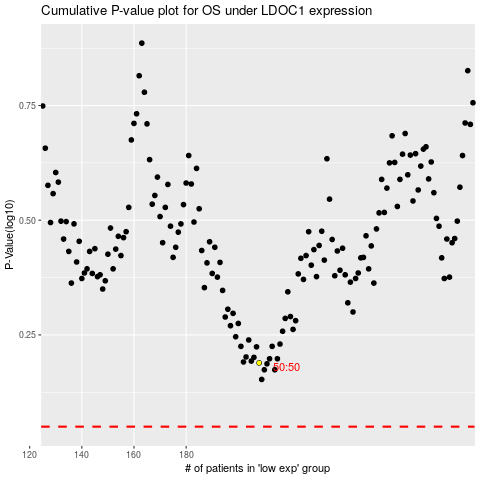 Cumulative P-value plot for OS under LDOC1 expression
P-Value(log10)
0.75
0.50
0.25
50:50
120 140 160 180
# of patients in 'low exp' group